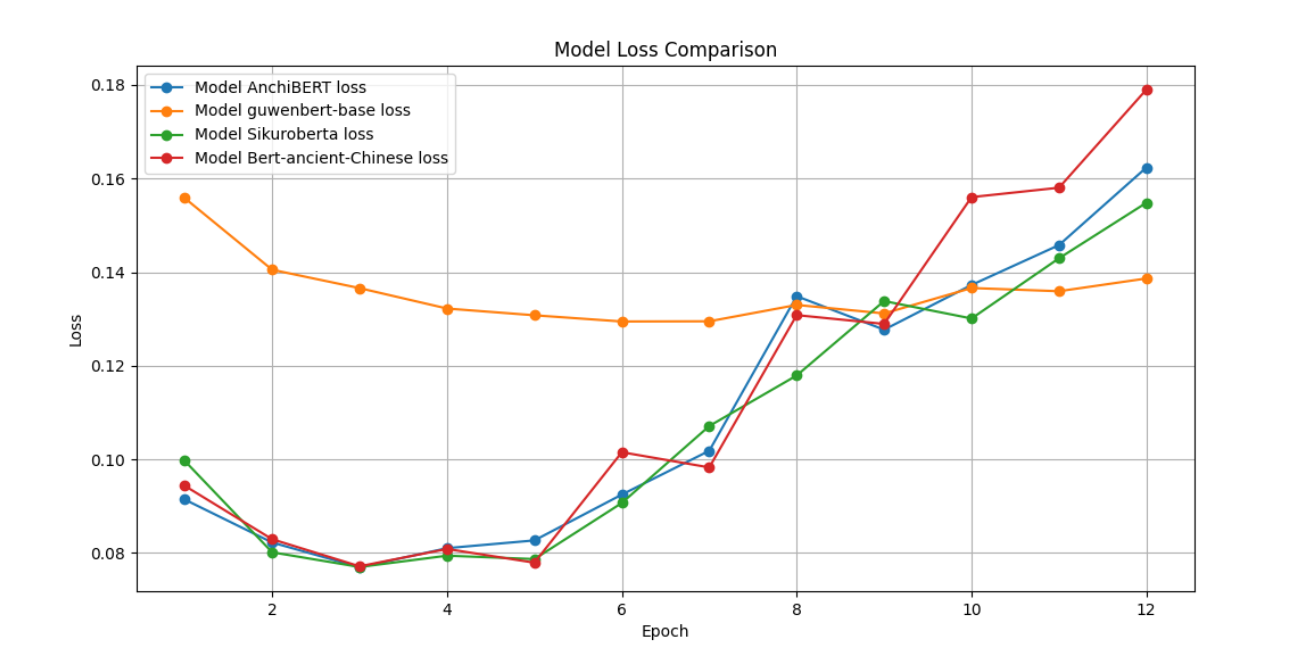 Model Loss Comparison
Model AnchiBERT loss
Model guwenbert-base loss
Model Sikuroberta loss
Model Bert-ancient-Chinese loss
0.18
0.16
0.14
0.12
0.10
0.08
Loss
2 4 6 8 10 12
Epoch